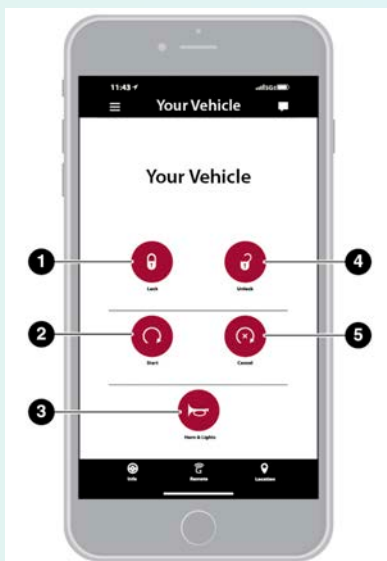 11:43
5G
Your Vehicle
Your Vehicle
1
4
Lock
Unlock
2
5
Start
Cancel
3
Horn & Lights
Info
Remote
Location